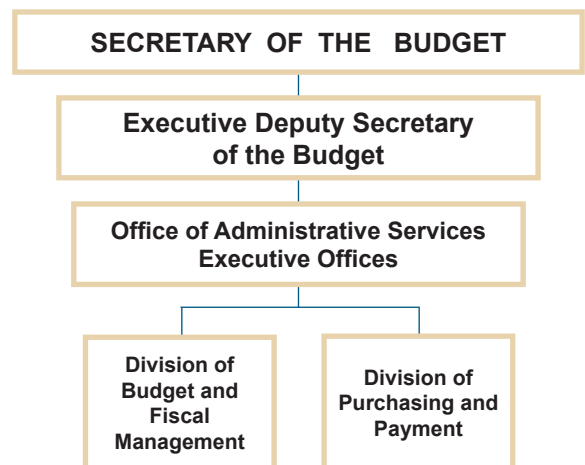 SECRETARY OF THE BUDGET
Executive Deputy Secretary
of the Budget
Office of Administrative Services
Executive Offices
Division of
Budget and
Fiscal
Management
Division of
Purchasing and
Payment